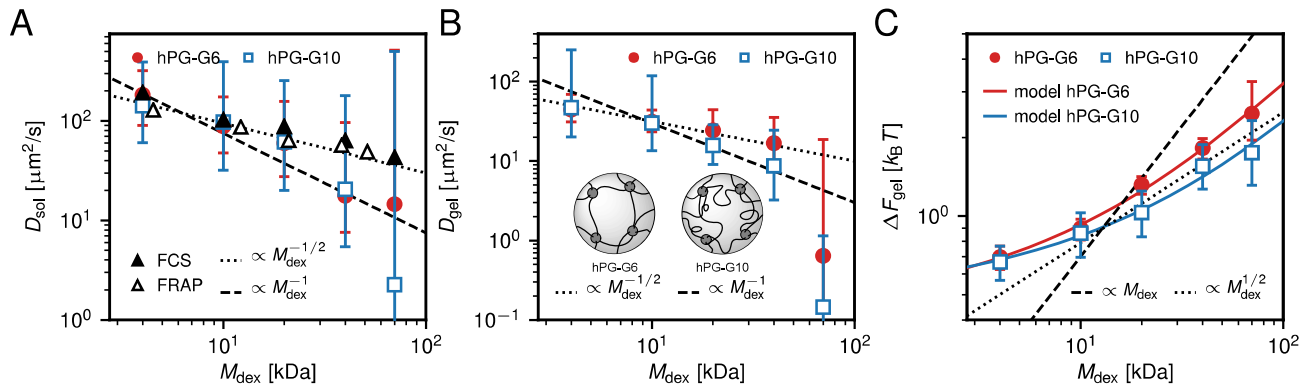 A
hPG-G6 hPG-G10
D_sol [μm²/s]
10² 10¹ 10⁰
FCS ∝ M_dex^−1/2
FRAP ∝ M_dex^−1
10¹ 10²
M_dex [kDa]
B
hPG-G6 hPG-G10
D_gel [μm²/s]
10² 10¹ 10⁰ 10⁻¹
hPG-G6 hPG-G10
∝ M_dex^−1/2 ∝ M_dex^−1
10¹ 10²
M_dex [kDa]
C
hPG-G6 hPG-G10
model hPG-G6
model hPG-G10
ΔF_gel [k_B T]
10⁰
∝ M_dex ∝ M_dex^1/2
10¹ 10²
M_dex [kDa]